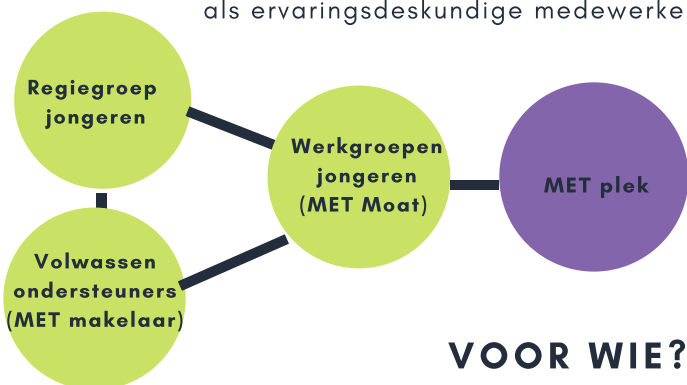 als ervaringsdeskundige medewerke
Regiegroep
jongeren
Werkgroepen
jongeren
(MET Moat)
MET plek
Volwassen
ondersteuners
(MET makelaar)
VOOR WIE?